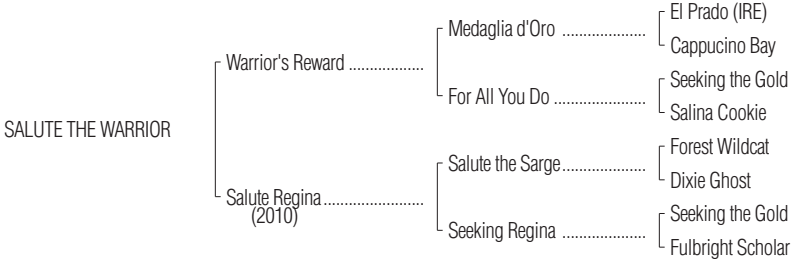 El Prado (IRE)
Medaglia d'Oro ....................
Cappucino Bay
Warrior's Reward ..................
Seeking the Gold
For All You Do ......................
Salina Cookie
SALUTE THE WARRIOR
Forest Wildcat
Salute the Sarge....................
Dixie Ghost
Salute Regina........................
(2010)
Seeking the Gold
Seeking Regina ....................
Fulbright Scholar